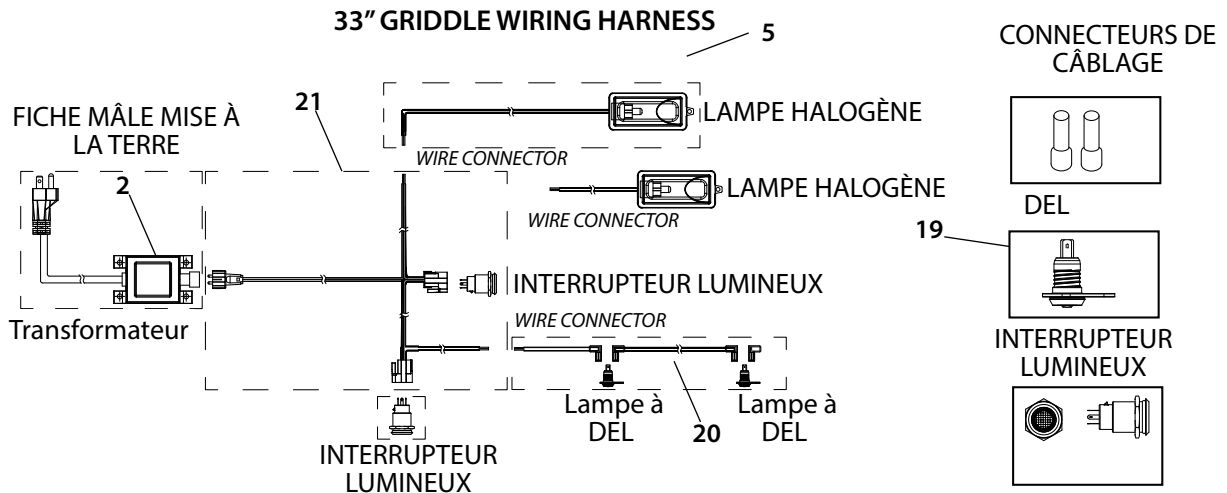 33” GRIDDLE WIRING HARNESS
5
CONNECTEURS DE
CÂBLAGE
21
FICHE MÂLE MISE À
LA TERRE
LAMPE HALOGÈNE
WIRE CONNECTOR
2
LAMPE HALOGÈNE
WIRE CONNECTOR
DEL
19
INTERRUPTEUR LUMINEUX
WIRE CONNECTOR
Transformateur
INTERRUPTEUR
LUMINEUX
Lampe à
DEL
20
Lampe à
DEL
INTERRUPTEUR
LUMINEUX